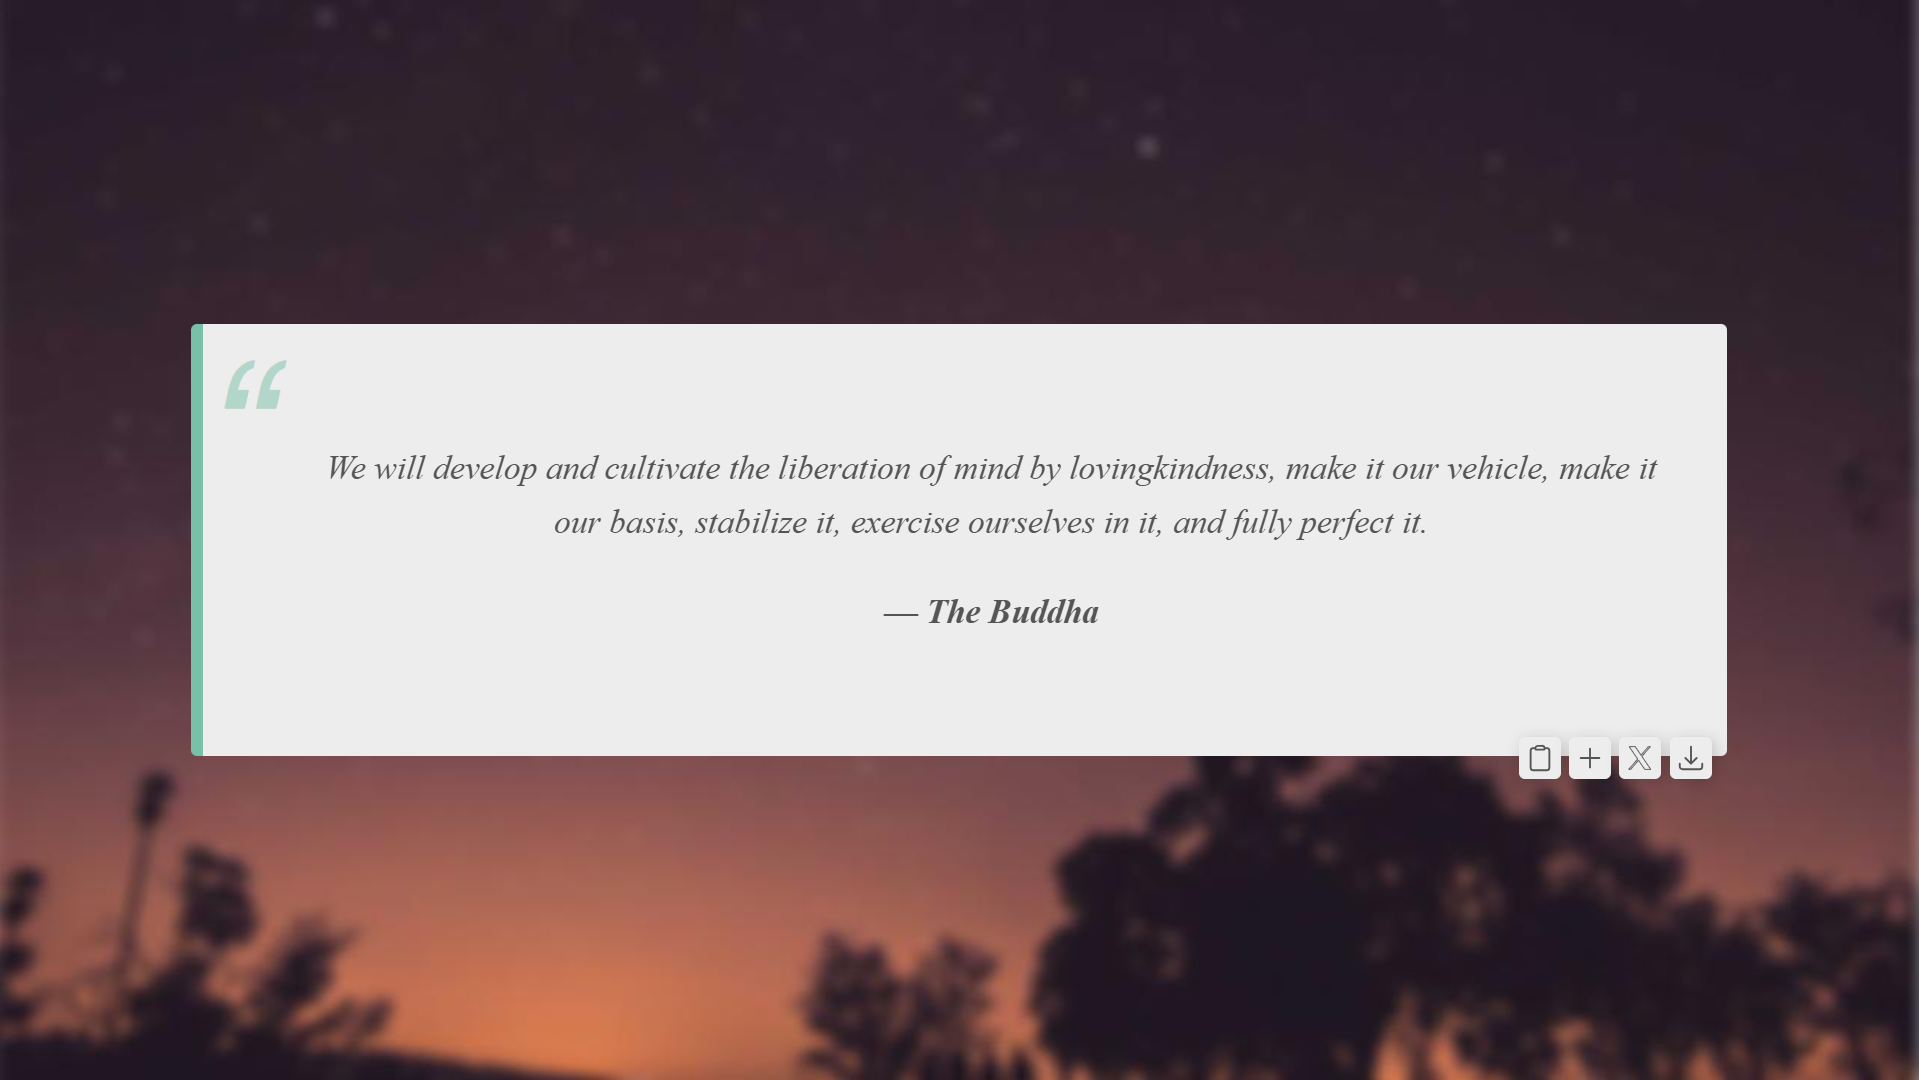 “
We will develop and cultivate the liberation of mind by lovingkindness, make it our vehicle, make it
our basis, stabilize it, exercise ourselves in it, and fully perfect it.
— The Buddha